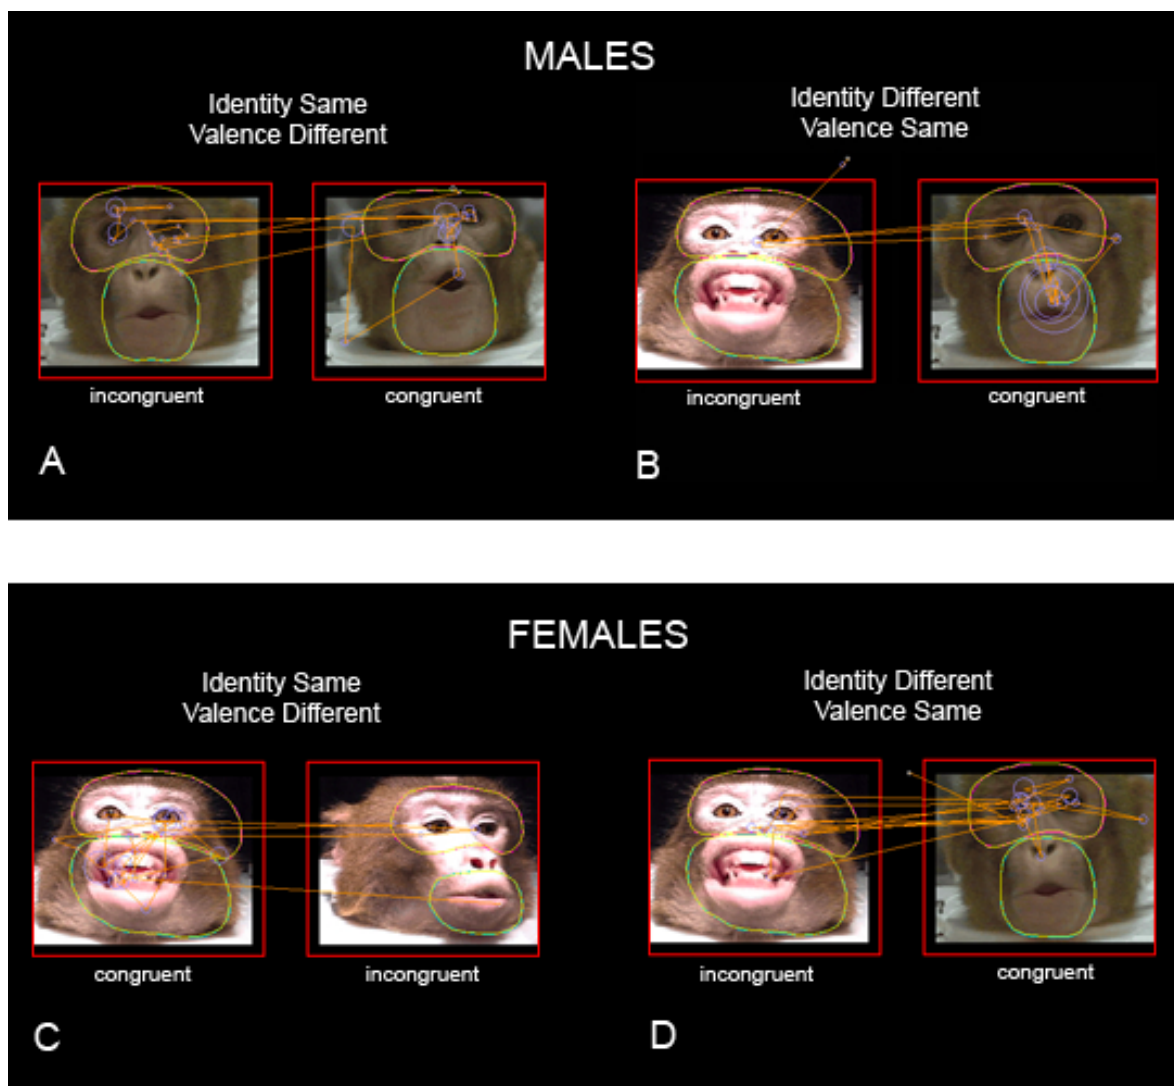 MALES
Identity Same
Valence Different
Identity Different
Valence Same
incongruent
congruent
incongruent
congruent
A
B
FEMALES
Identity Same
Valence Different
Identity Different
Valence Same
congruent
incongruent
incongruent
congruent
C
D